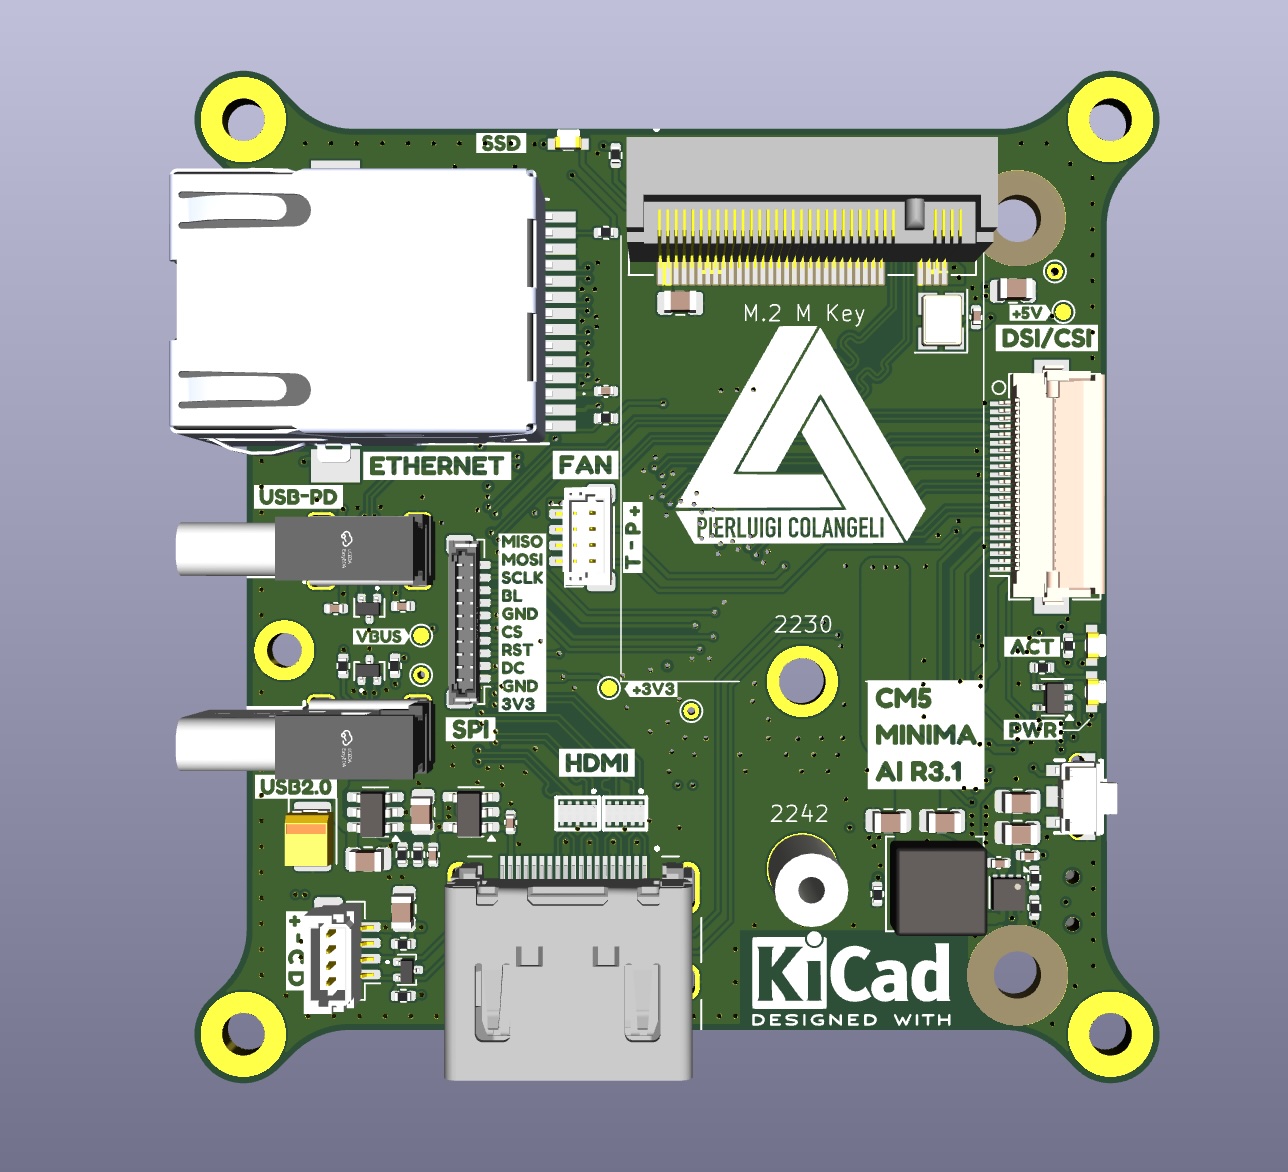 SSD
M.2 M Key
+5V
DSI/CSI
ETHERNET
FAN
USB-PD
T - P +
PIERLUIGI COLANGELI
MISO
MOSI
SCLK
BL
GND
CS
RST
DC
GND
3V3
VBUS
2230
ACT
+3V3
CM5
MINIMA
AI R3.1
SPI
PWR
HDMI
USB2.0
2242
+ - C D
KiCad
DESIGNED WITH